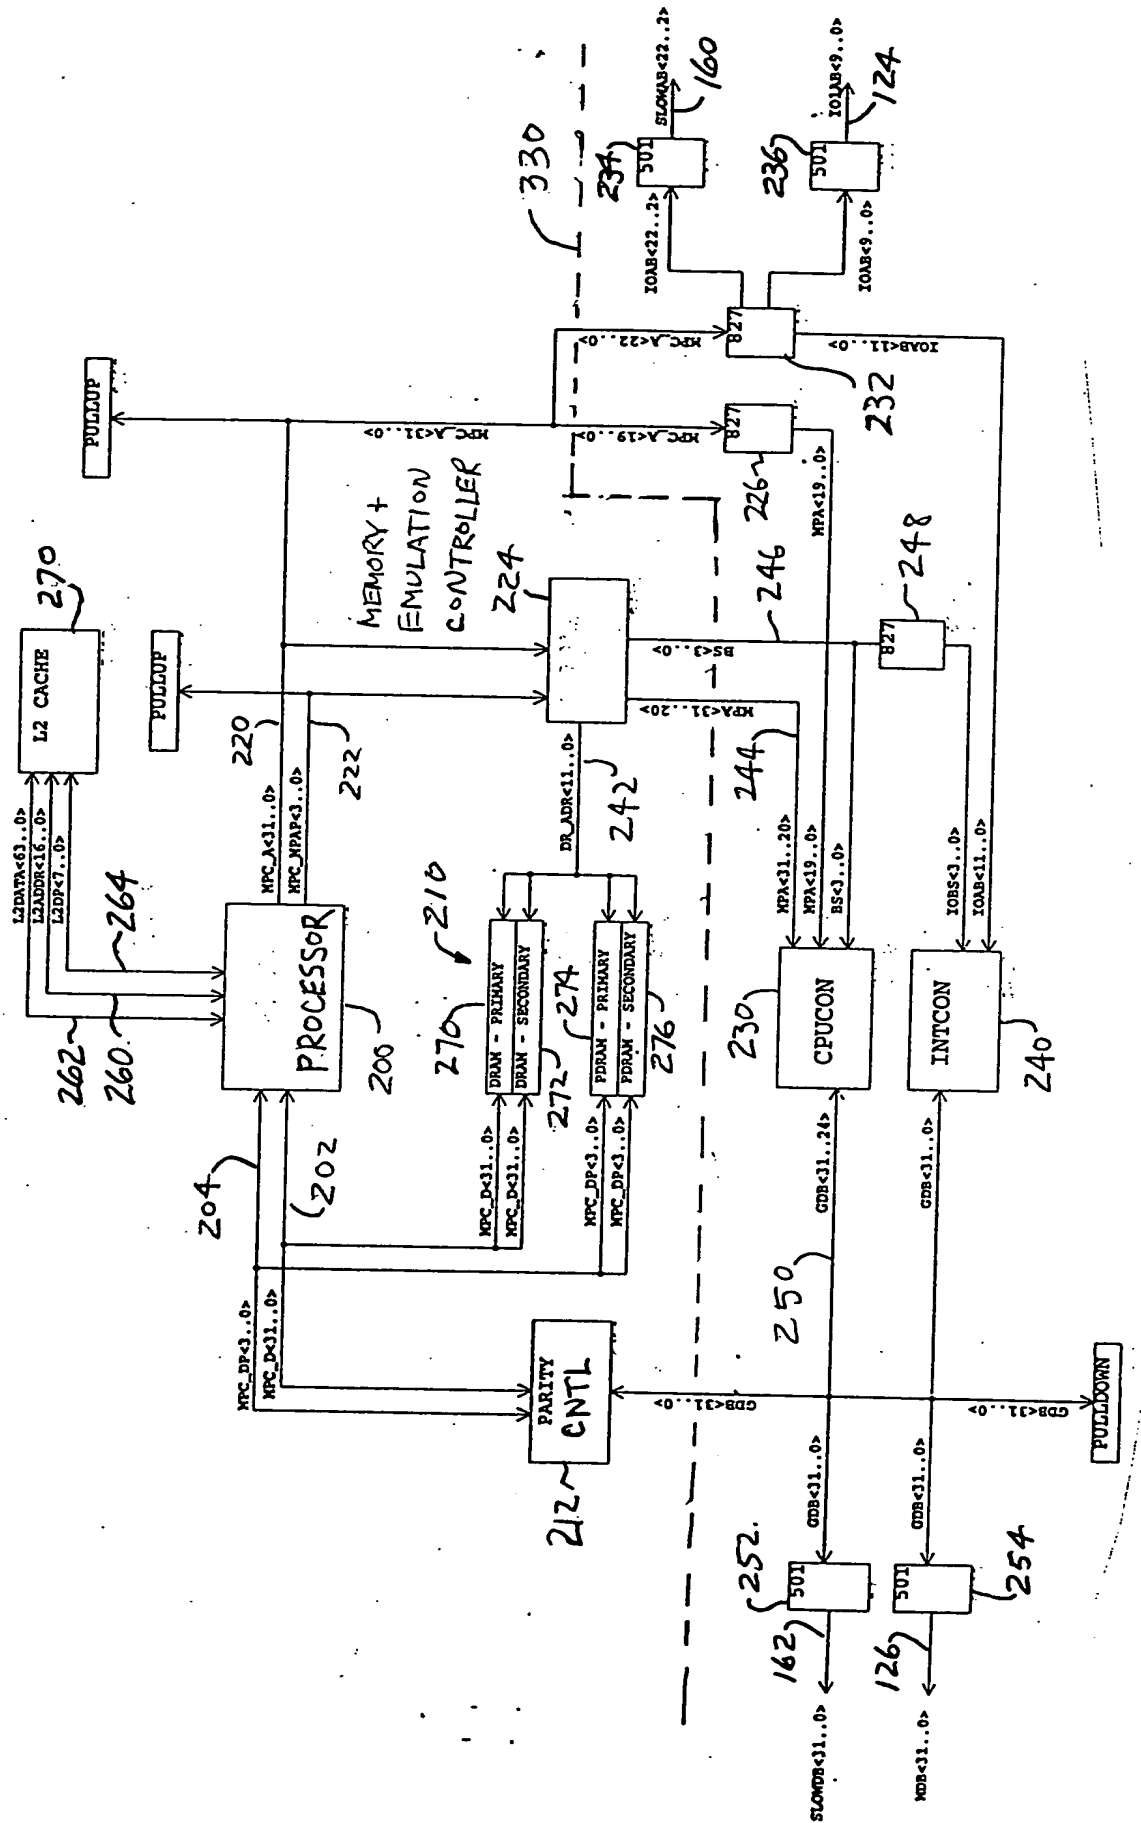 L2 CACHE
270
L2DATA<63..0>
L2ADDR<16..0>
L2DP<7..0>
264
260
262
PULLUP
PULLUP
220
222
MPC_A<31..0>
MPC_MPAP<3..0>
PROCESSOR
200
204
202
MPC_DP<3..0>
MPC_D<31..0>
MPC_A<31..0>
MEMORY +
EMULATION
CONTROLLER
224
330
DR_ADR<11..0>
242
210
270
DRAM - PRIMARY
DRAM - SECONDARY
272
274
PDRAM - PRIMARY
PDRAM - SECONDARY
276
MPC_D<31..0>
MPC_D<31..0>
MPC_DP<3..0>
MPC_DP<3..0>
PARITY
CNTL
212
GDB<31..0>
MPC_A<19..0>
MPC_A<22..0>
827
226
827
232
IOAB<22..2>
IOAB<9..0>
IOAB<11..0>
234
501
SLOWAB<22..2>
160
236
501
IO1AB<9..0>
124
BS<3..0>
246
MPA<31..20>
244
MPA<19..0>
827
248
MPA<31..20>
MPA<19..0>
BS<3..0>
230
CPUCON
GDB<31..24>
250
IOBS<3..0>
IOAB<11..0>
INTCON
240
GDB<31..0>
GDB<31..0>
PULLDOWN
GDB<31..0>
GDB<31..0>
252
501
162
SLOWDB<31..0>
254
501
126
MDB<31..0>